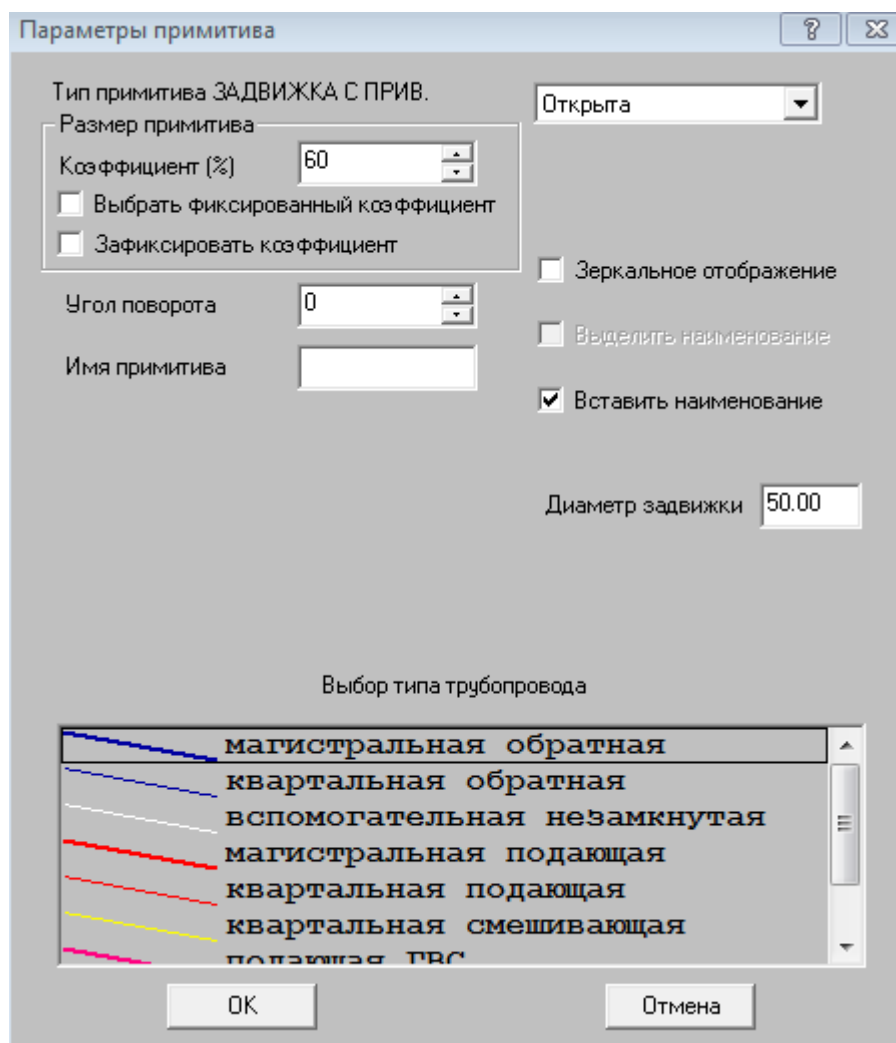 Параметры примитива
Тип примитива ЗАДВИЖКА С ПРИВ.
Открыта
Размер примитива
Коэффициент (%) 60
Выбрать фиксированный коэффициент
Зафиксировать коэффициент
Зеркальное отображение
Угол поворота 0
Выделить наименование
Имя примитива
Вставить наименование
Диаметр задвижки 50.00
Выбор типа трубопровода
магистральная обратная
квартальная обратная
вспомогательная незамкнутая
магистральная подающая
квартальная подающая
квартальная смешивающая
подающая ГВС
OK Отмена